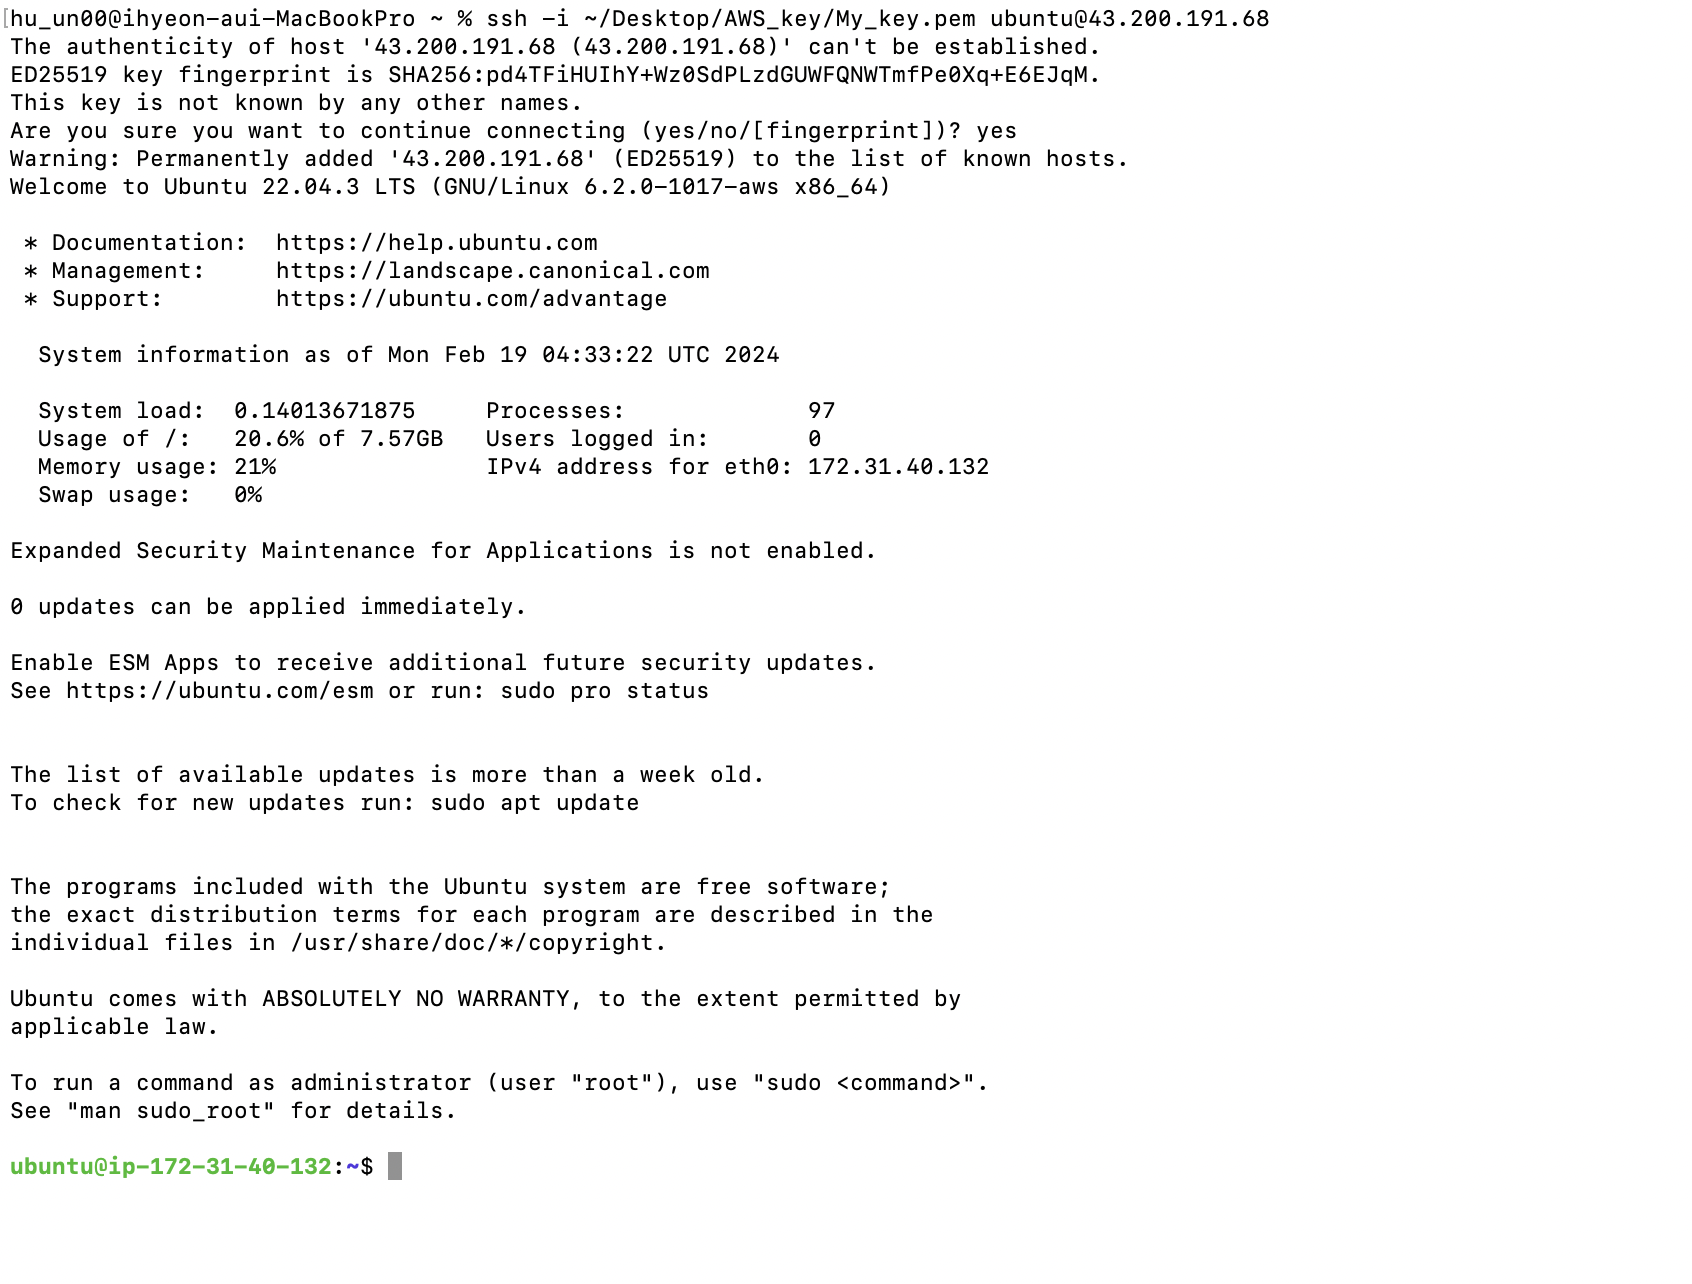 [hu_un00@ihyeon-aui-MacBookPro ~ % ssh -i ~/Desktop/AWS_key/My_key.pem ubuntu@43.200.191.68
The authenticity of host '43.200.191.68 (43.200.191.68)' can't be established.
ED25519 key fingerprint is SHA256:pd4TFiHUIhY+Wz0SdPLzdGUWFQNWTmfPe0Xq+E6EJqM.
This key is not known by any other names.
Are you sure you want to continue connecting (yes/no/[fingerprint])? yes
Warning: Permanently added '43.200.191.68' (ED25519) to the list of known hosts.
Welcome to Ubuntu 22.04.3 LTS (GNU/Linux 6.2.0-1017-aws x86_64)
* Documentation: https://help.ubuntu.com
* Management: https://landscape.canonical.com
* Support: https://ubuntu.com/advantage
System information as of Mon Feb 19 04:33:22 UTC 2024
System load: 0.14013671875 Processes: 97
Usage of /: 20.6% of 7.57GB Users logged in: 0
Memory usage: 21% IPv4 address for eth0: 172.31.40.132
Swap usage: 0%
Expanded Security Maintenance for Applications is not enabled.
0 updates can be applied immediately.
Enable ESM Apps to receive additional future security updates.
See https://ubuntu.com/esm or run: sudo pro status
The list of available updates is more than a week old.
To check for new updates run: sudo apt update
The programs included with the Ubuntu system are free software;
the exact distribution terms for each program are described in the
individual files in /usr/share/doc/*/copyright.
Ubuntu comes with ABSOLUTELY NO WARRANTY, to the extent permitted by
applicable law.
To run a command as administrator (user "root"), use "sudo <command>".
See "man sudo_root" for details.
ubuntu@ip-172-31-40-132:~$